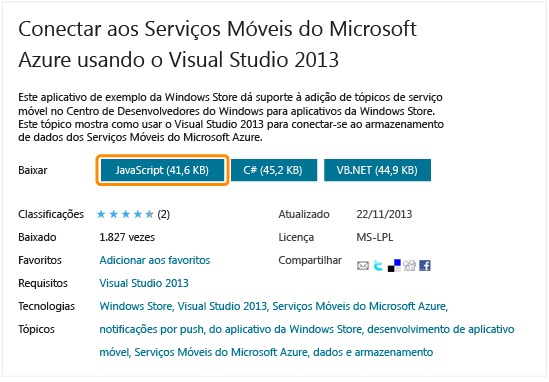 Conectar aos Serviços Móveis do Microsoft
Azure usando o Visual Studio 2013
Este aplicativo de exemplo da Windows Store dá suporte à adição de tópicos de serviço
móvel no Centro de Desenvolvedores do Windows para aplicativos da Windows Store.
Este tópico mostra como usar o Visual Studio 2013 para conectar-se ao armazenamento
de dados dos Serviços Móveis do Microsoft Azure.
Baixar JavaScript (41,6 KB) C# (45,2 KB) VB.NET (44,9 KB)
Classificações (2) Atualizado 22/11/2013
Baixado 1.827 vezes Licença MS-LPL
Favoritos Adicionar aos favoritos Compartilhar
Requisitos Visual Studio 2013
Tecnologias Windows Store, Visual Studio 2013, Serviços Móveis do Microsoft Azure,
Tópicos notificações por push, do aplicativo da Windows Store, desenvolvimento de aplicativo
móvel, Serviços Móveis do Microsoft Azure, dados e armazenamento